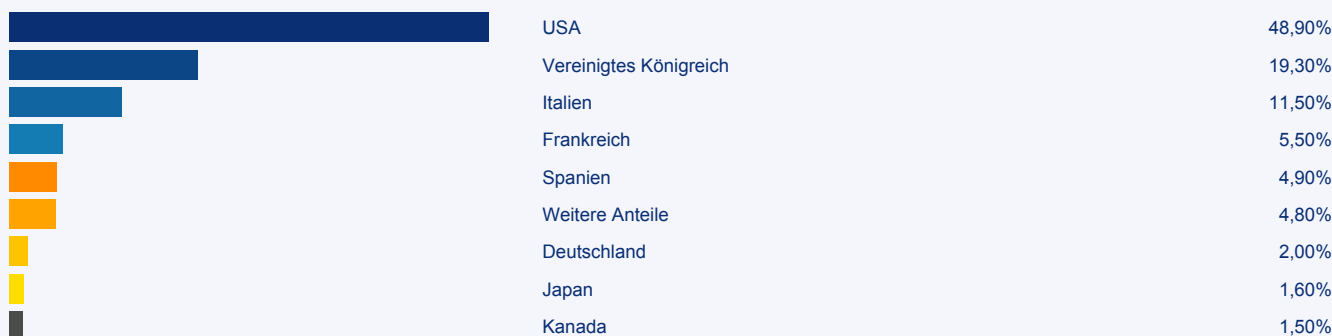 USA 48,90%
Vereinigtes Königreich 19,30%
Italien 11,50%
Frankreich 5,50%
Spanien 4,90%
Weitere Anteile 4,80%
Deutschland 2,00%
Japan 1,60%
Kanada 1,50%